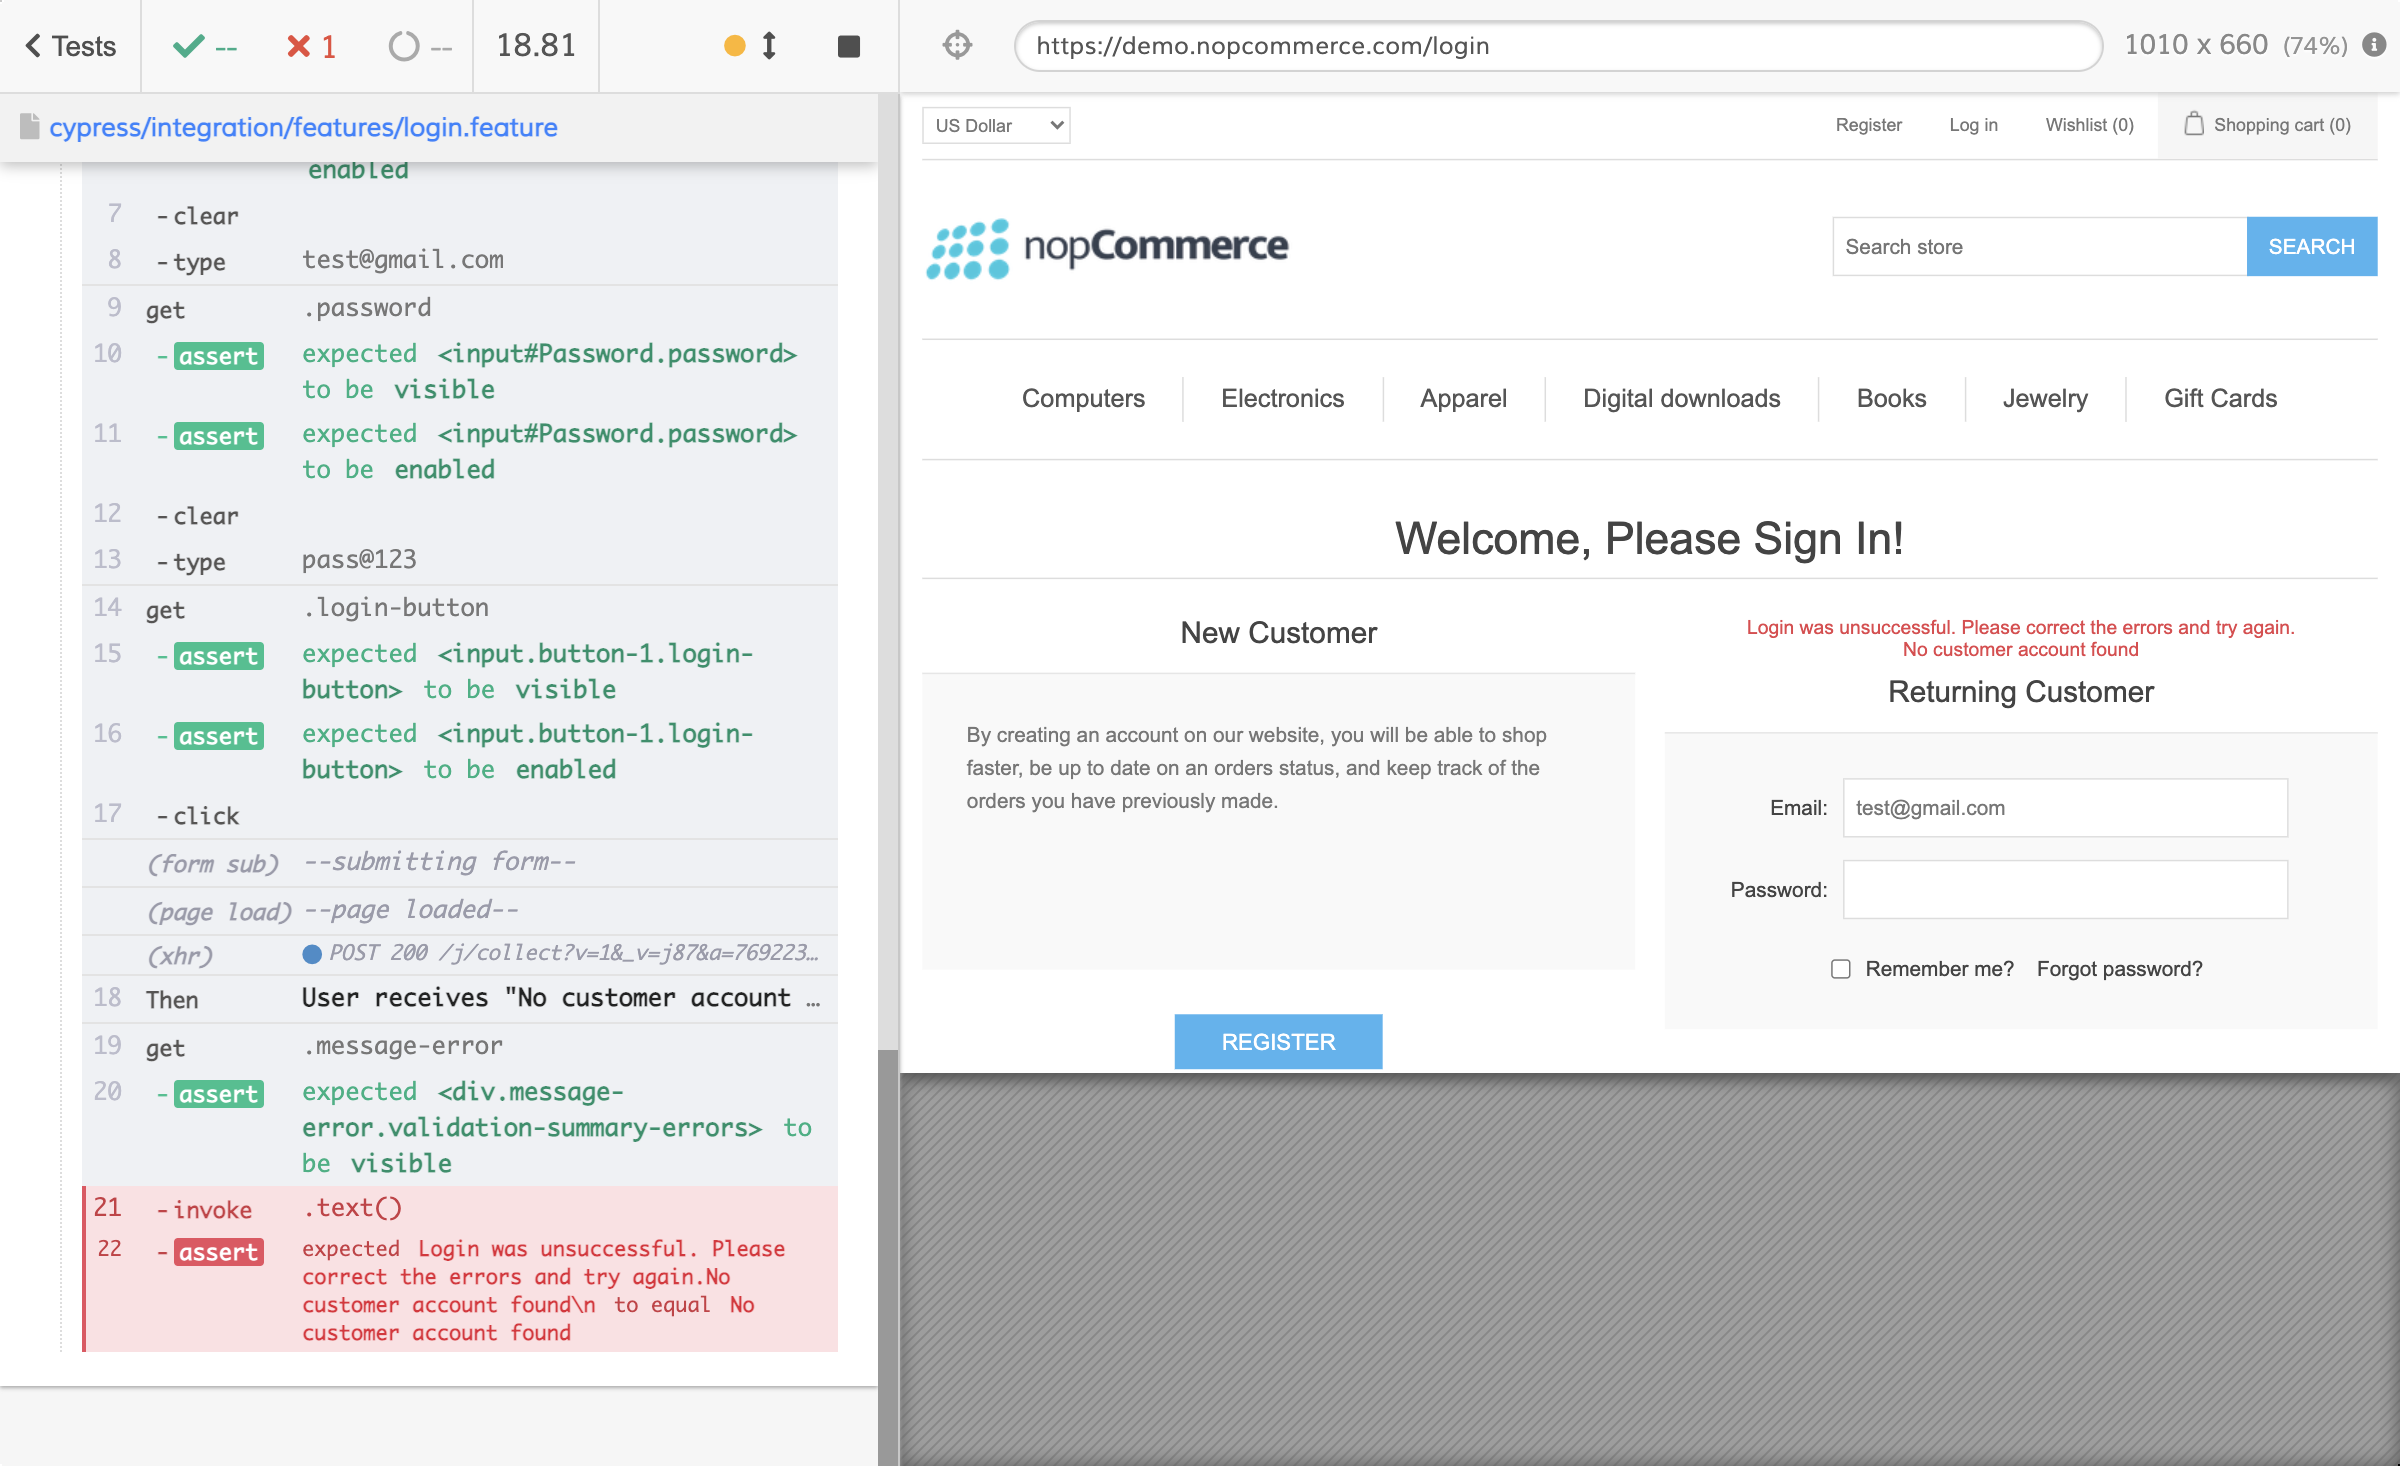 Tests
--
1
--
18.81
https://demo.nopcommerce.com/login
1010 x 660 (74%)
cypress/integration/features/login.feature
enabled
7 -clear
8 -type test@gmail.com
9 get .password
10 -assert expected <input#Password.password>
to be visible
11 -assert expected <input#Password.password>
to be enabled
12 -clear
13 -type pass@123
14 get .login-button
15 -assert expected <input.button-1.login-
button> to be visible
16 -assert expected <input.button-1.login-
button> to be enabled
17 -click
(form sub) --submitting form--
(page load) --page loaded--
(xhr) POST 200 /j/collect?v=1&_v=j87&a=769223…
18 Then User receives "No customer account …
19 get .message-error
20 -assert expected <div.message-
error.validation-summary-errors> to
be visible
21 -invoke .text()
22 -assert expected Login was unsuccessful. Please
correct the errors and try again.No
customer account found\n to equal No
customer account found
US Dollar
Register Log in Wishlist (0) Shopping cart (0)
nopCommerce
Search store SEARCH
Computers Electronics Apparel Digital downloads Books Jewelry Gift Cards
Welcome, Please Sign In!
New Customer
By creating an account on our website, you will be able to shop
faster, be up to date on an orders status, and keep track of the
orders you have previously made.
REGISTER
Login was unsuccessful. Please correct the errors and try again.
No customer account found
Returning Customer
Email: test@gmail.com
Password:
Remember me? Forgot password?